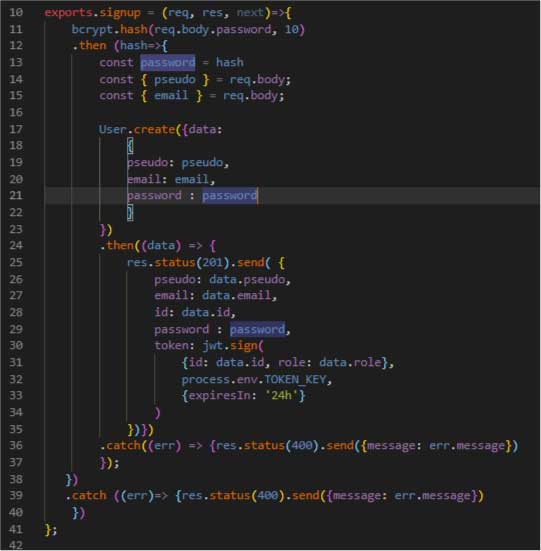 10 exports.signup = (req, res, next)=>{
11 bcrypt.hash(req.body.password, 10)
12 .then (hash=>{
13 const password = hash
14 const { pseudo } = req.body;
15 const { email } = req.body;
16
17 User.create({data:
18 {
19 pseudo: pseudo,
20 email: email,
21 password : password
22 }
23 })
24 .then((data) => {
25 res.status(201).send( {
26 pseudo: data.pseudo,
27 email: data.email,
28 id: data.id,
29 password : password,
30 token: jwt.sign(
31 {id: data.id, role: data.role},
32 process.env.TOKEN_KEY,
33 {expiresIn: '24h'}
34 )
35 })})
36 .catch((err) => {res.status(400).send({message: err.message})
37 });
38 })
39 .catch ((err)=> {res.status(400).send({message: err.message})
40 })
41 };
42